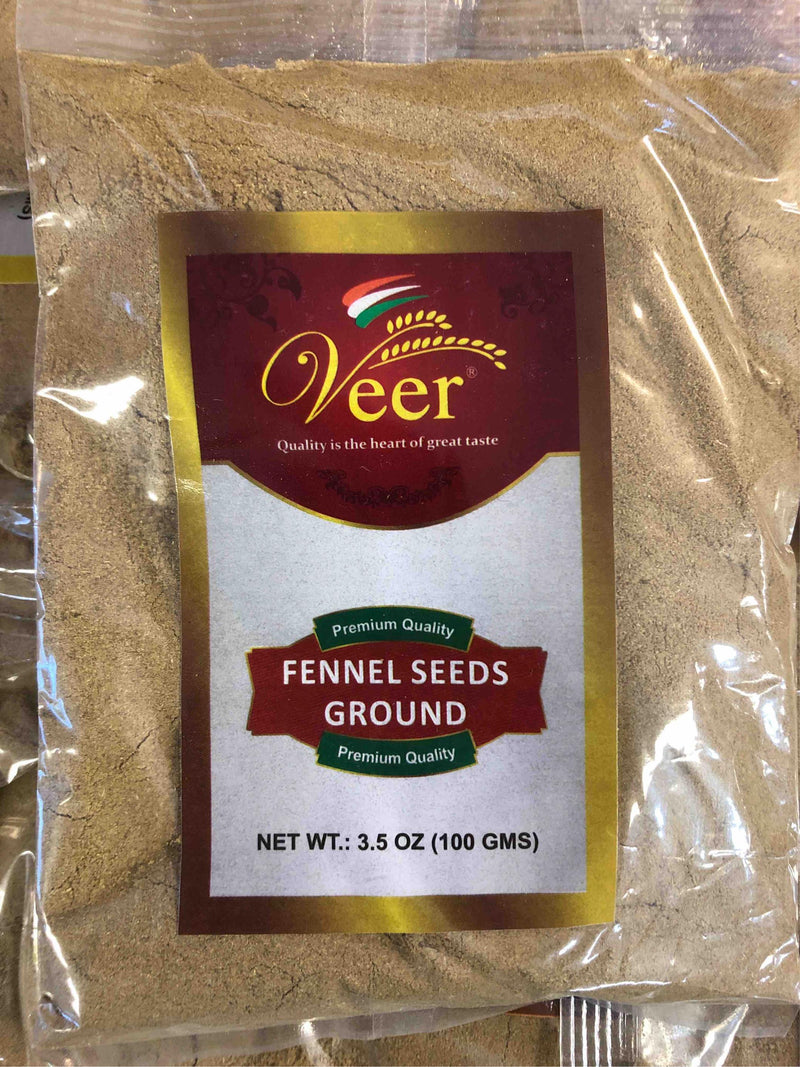 Veer®
Quality is the heart of great taste
Premium Quality
FENNEL SEEDS
GROUND
Premium Quality
NET WT.: 3.5 OZ (100 GMS)